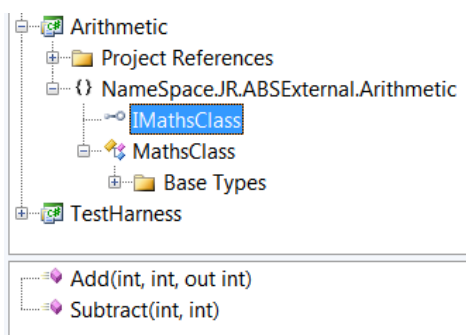 Arithmetic
Project References
{} NameSpace.JR.ABSExternal.Arithmetic
IMathsClass
MathsClass
Base Types
TestHarness
Add(int, int, out int)
Subtract(int, int)